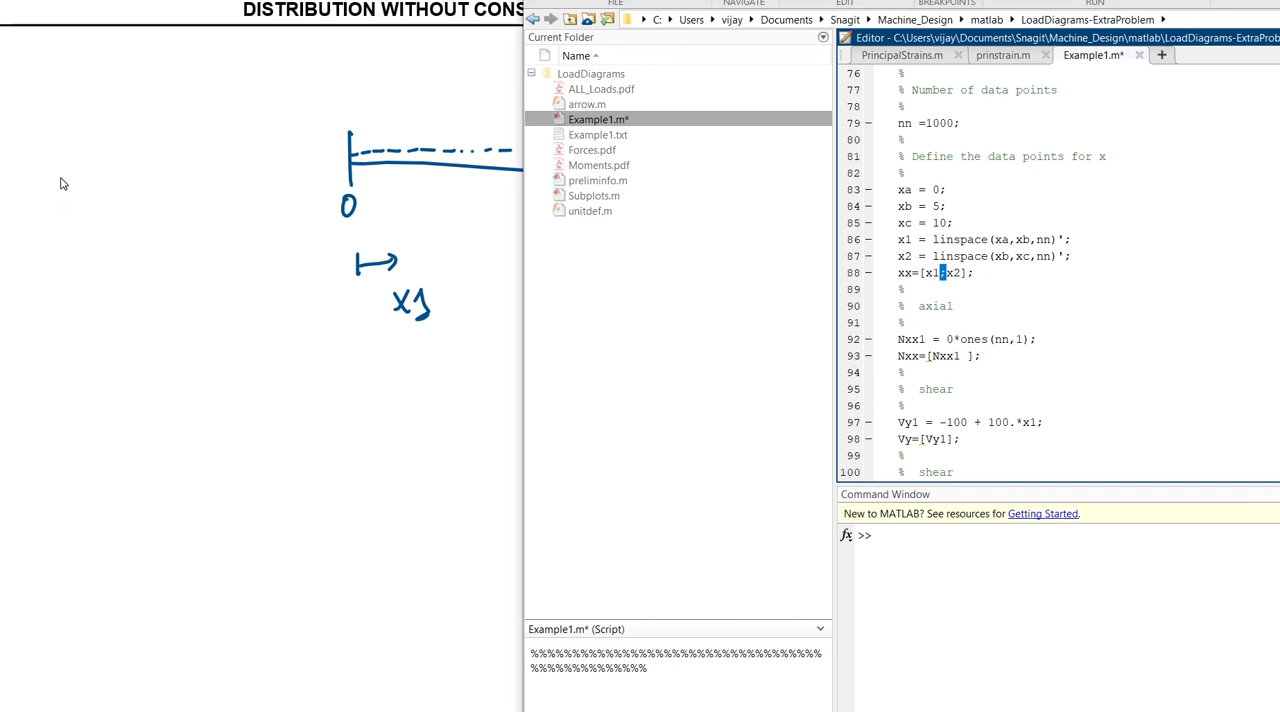 DISTRIBUTION WITHOUT CONS
0
x1
FILE NAVIGATE EDIT BREAKPOINTS RUN
C: Users vijay Documents Snagit Machine_Design matlab LoadDiagrams-ExtraProblem
Current Folder
Name
LoadDiagrams
ALL_Loads.pdf
arrow.m
Example1.m*
Example1.txt
Forces.pdf
Moments.pdf
preliminfo.m
Subplots.m
unitdef.m
Example1.m* (Script)
%%%%%%%%%%%%%%%%%%%%%%%%%%%%%%%%%%%
%%%%%%%%%%%%%%
Editor - C:\Users\vijay\Documents\Snagit\Machine_Design\matlab\LoadDiagrams-ExtraProb
PrincipalStrains.m prinstrain.m Example1.m*
76 %
77 % Number of data points
78 %
79 – nn =1000;
80 %
81 % Define the data points for x
82 %
83 – xa = 0;
84 – xb = 5;
85 – xc = 10;
86 – x1 = linspace(xa,xb,nn)';
87 – x2 = linspace(xb,xc,nn)';
88 – xx=[x1;x2];
89 %
90 % axial
91 %
92 – Nxx1 = 0*ones(nn,1);
93 – Nxx=[Nxx1 ];
94 %
95 % shear
96 %
97 – Vy1 = -100 + 100.*x1;
98 – Vy=[Vy1];
99 %
100 % shear
Command Window
New to MATLAB? See resources for Getting Started.
fx >>